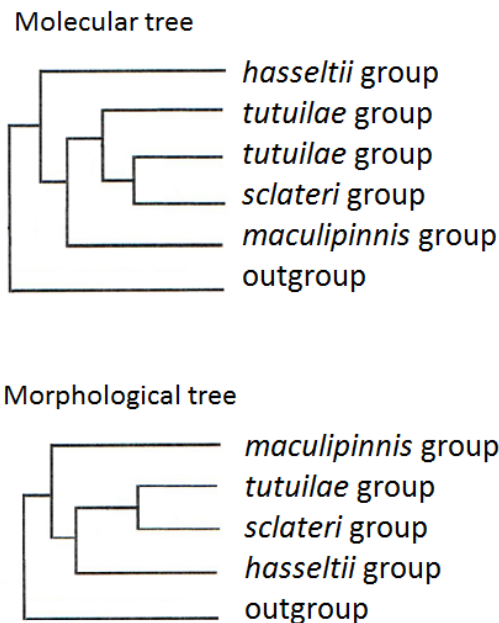 Molecular tree
hasseltii group
tutuilae group
tutuilae group
sclateri group
maculipinnis group
outgroup
Morphological tree
maculipinnis group
tutuilae group
sclateri group
hasseltii group
outgroup